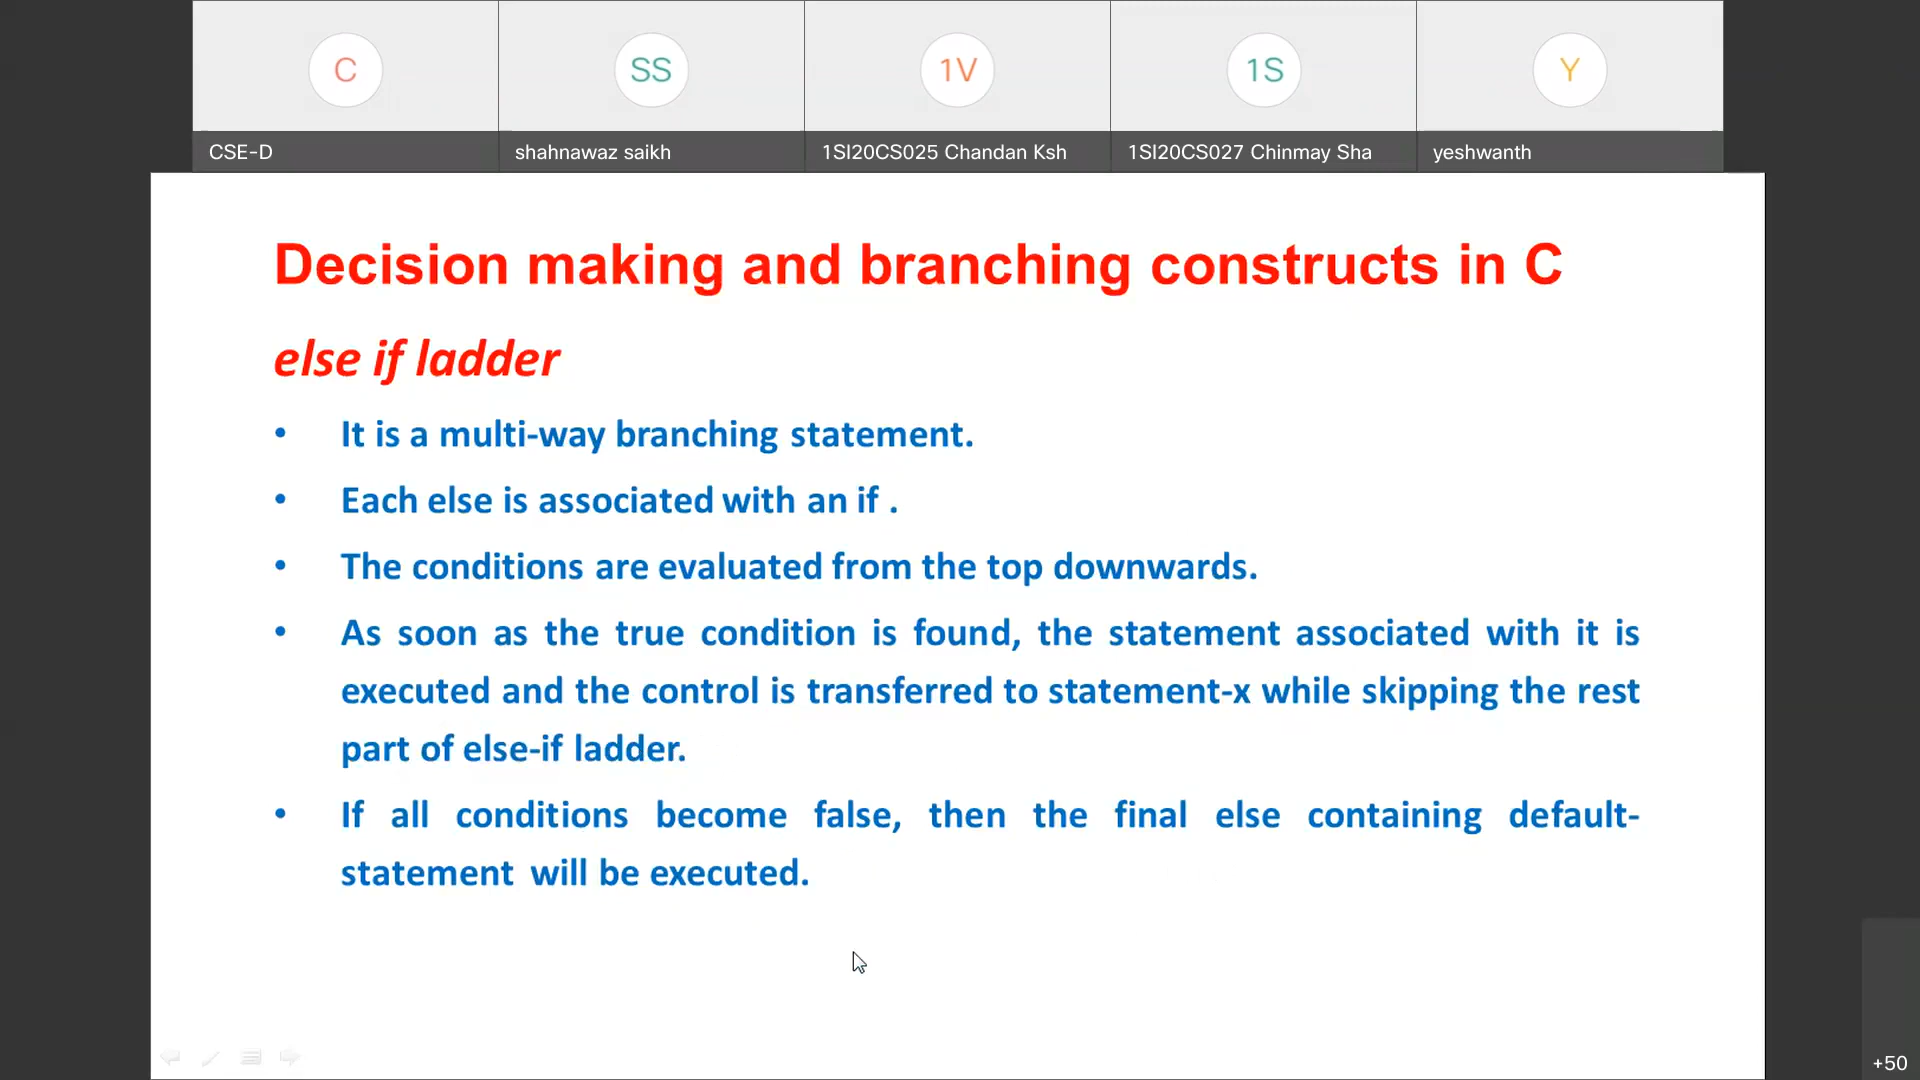 C
SS
1V
1S
Y
CSE-D
shahnawaz saikh
1SI20CS025 Chandan Ksh
1SI20CS027 Chinmay Sha
yeshwanth
Decision making and branching constructs in C
else if ladder
• It is a multi-way branching statement.
• Each else is associated with an if .
• The conditions are evaluated from the top downwards.
• As soon as the true condition is found, the statement associated with it is
executed and the control is transferred to statement-x while skipping the rest
part of else-if ladder.
• If all conditions become false, then the final else containing default-
statement will be executed.
+50